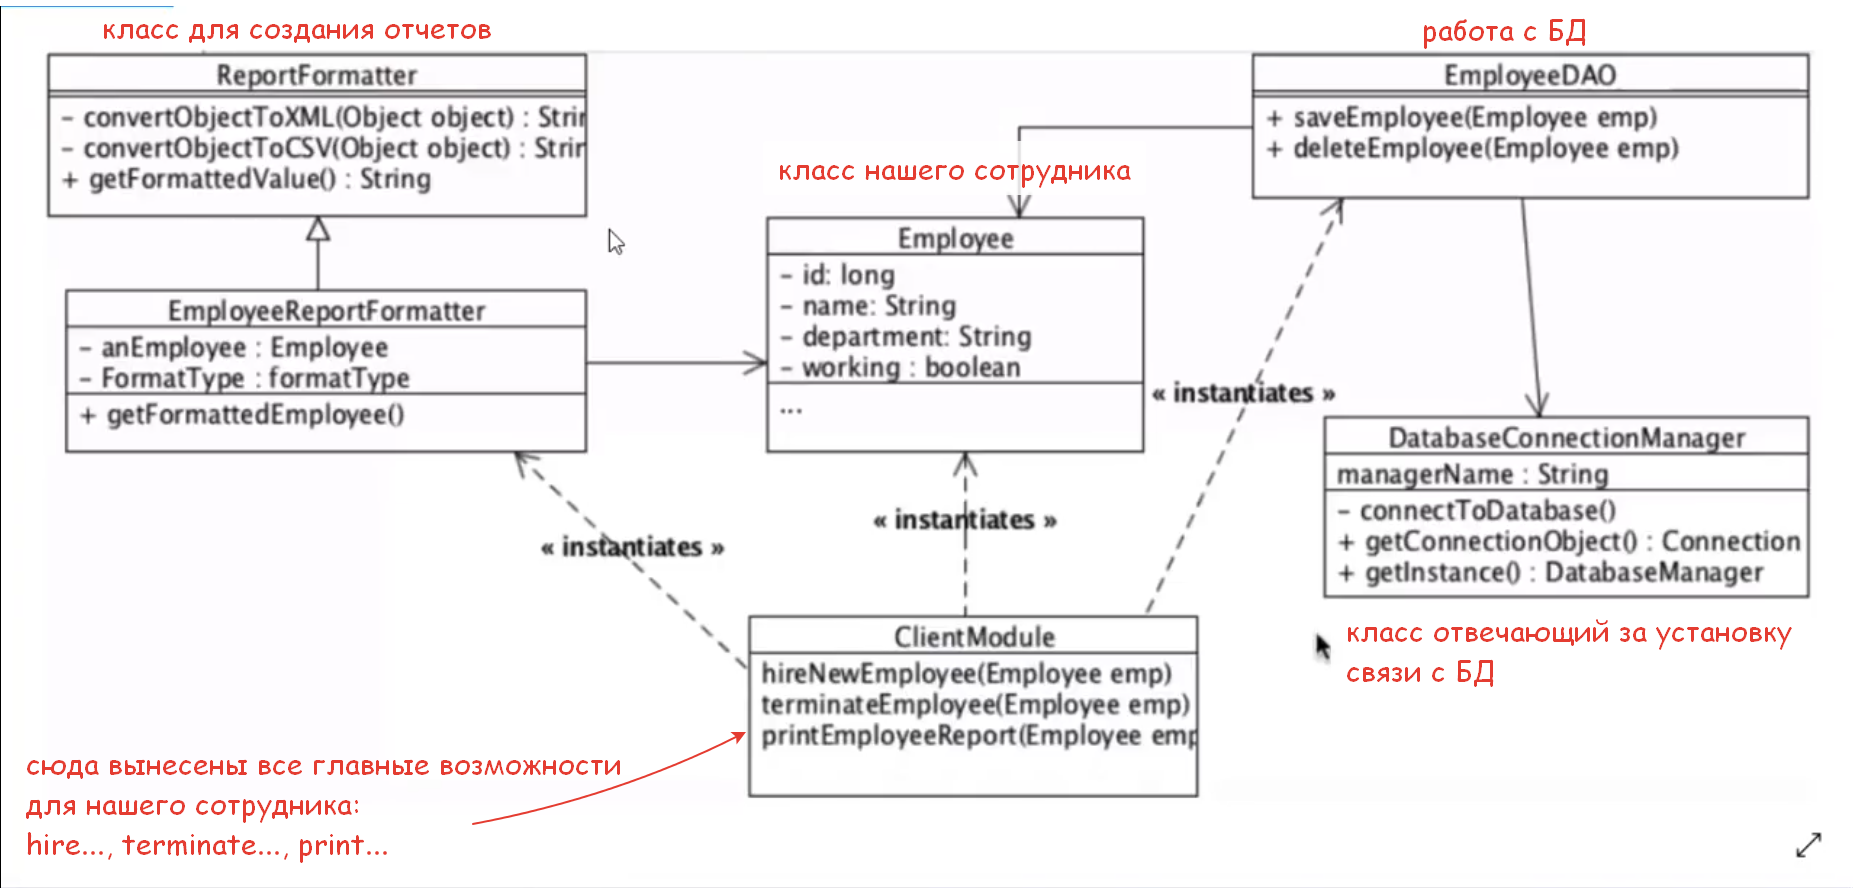 класс для создания отчетов
ReportFormatter
- convertObjectToXML(Object object) : Strin
- convertObjectToCSV(Object object) : Strin
+ getFormattedValue() : String
EmployeeReportFormatter
- anEmployee : Employee
- FormatType : formatType
+ getFormattedEmployee()
класс нашего сотрудника
Employee
- id: long
- name: String
- department: String
- working : boolean
...
работа с БД
EmployeeDAO
+ saveEmployee(Employee emp)
+ deleteEmployee(Employee emp)
« instantiates »
« instantiates »
« instantiates »
DatabaseConnectionManager
managerName : String
- connectToDatabase()
+ getConnectionObject() : Connection
+ getInstance() : DatabaseManager
класс отвечающий за установку
связи с БД
ClientModule
hireNewEmployee(Employee emp)
terminateEmployee(Employee emp)
printEmployeeReport(Employee emp
сюда вынесены все главные возможности
для нашего сотрудника:
hire..., terminate..., print...